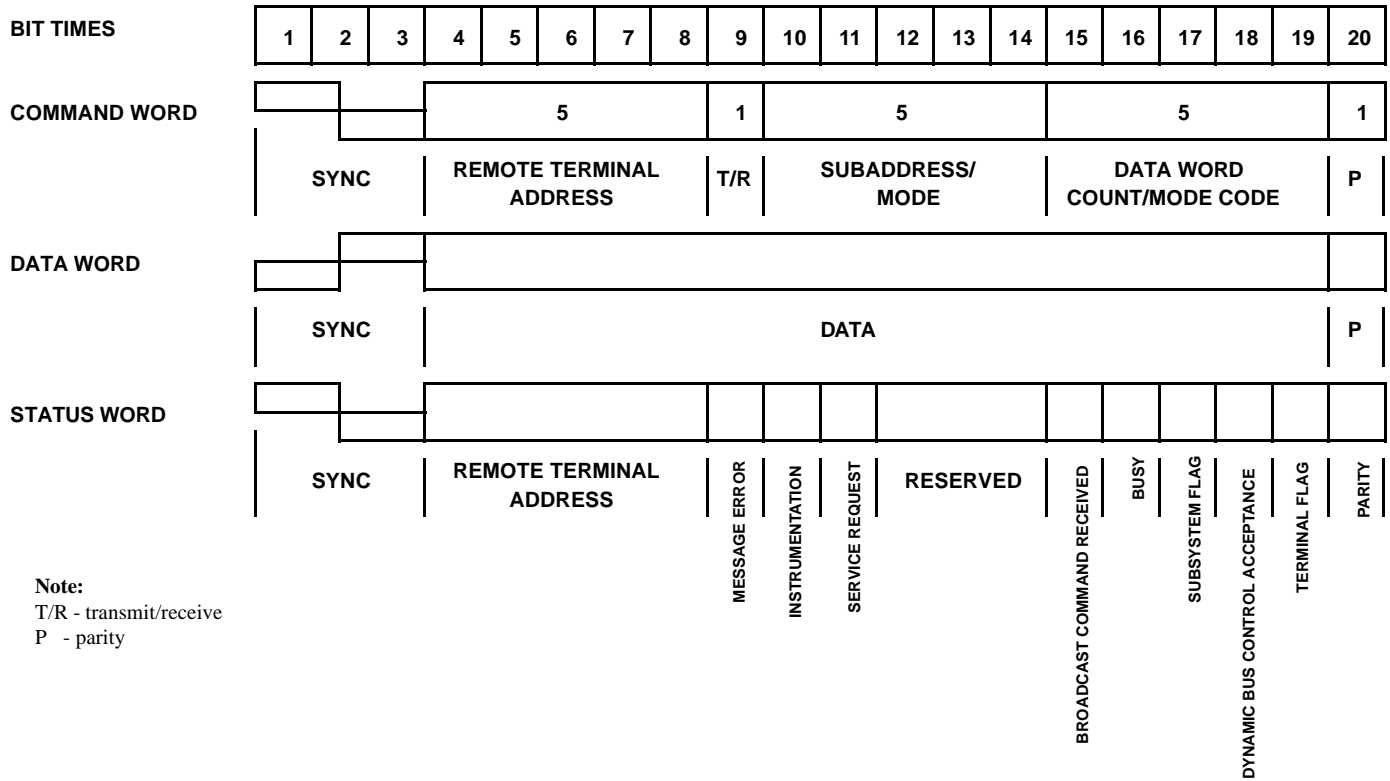 BIT TIMES 1 2 3 4 5 6 7 8 9 10 11 12 13 14 15 16 17 18 19 20
COMMAND WORD 5 1 5 5 1
SYNC REMOTE TERMINAL ADDRESS T/R SUBADDRESS/ MODE DATA WORD COUNT/MODE CODE P
DATA WORD
SYNC DATA P
STATUS WORD
SYNC REMOTE TERMINAL ADDRESS MESSAGE ERROR INSTRUMENTATION SERVICE REQUEST RESERVED BROADCAST COMMAND RECEIVED BUSY SUBSYSTEM FLAG DYNAMIC BUS CONTROL ACCEPTANCE TERMINAL FLAG PARITY
Note:
T/R - transmit/receive
P - parity